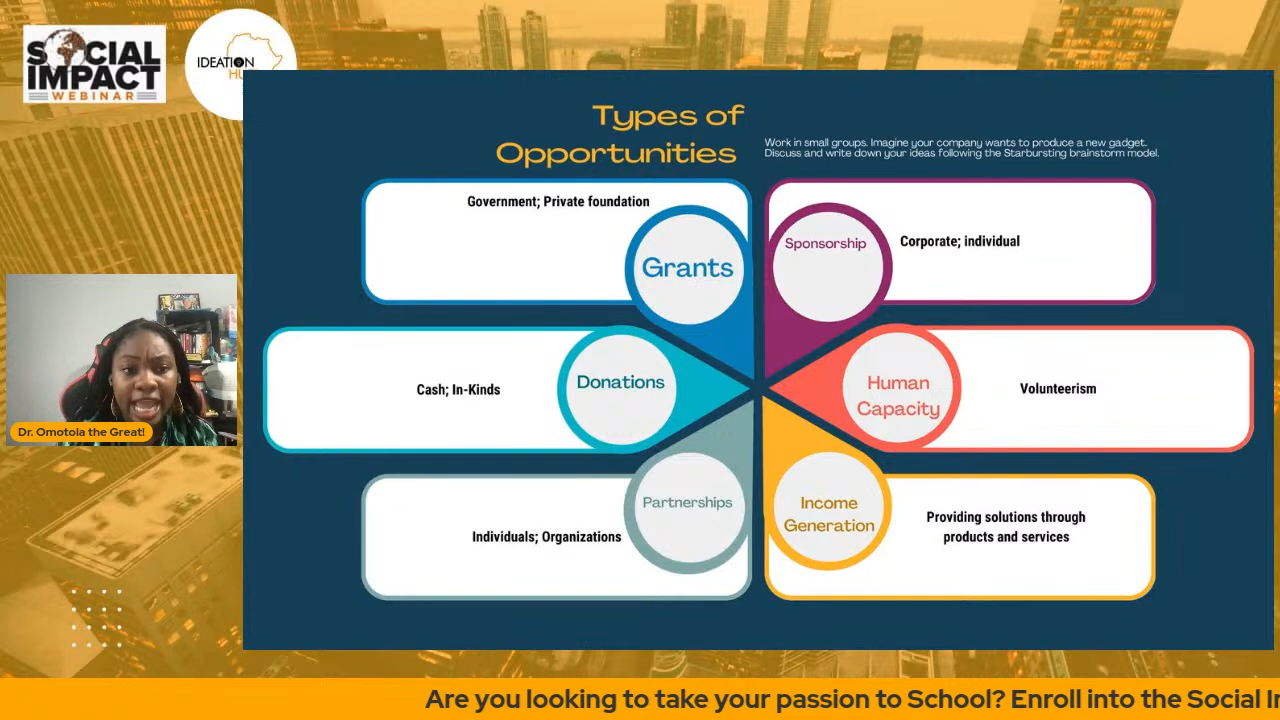 SOCIAL
IMPACT
WEBINAR
IDEATION
HU
Types of
Opportunities
Work in small groups. Imagine your company wants to produce a new gadget.
Discuss and write down your ideas following the Starbursting brainstorm model.
Government; Private foundation
Grants
Sponsorship
Corporate; individual
Cash; In-Kinds
Donations
Human
Capacity
Volunteerism
Individuals; Organizations
Partnerships
Income
Generation
Providing solutions through
products and services
Dr. Omotola the Great!
Are you looking to take your passion to School? Enroll into the Social I